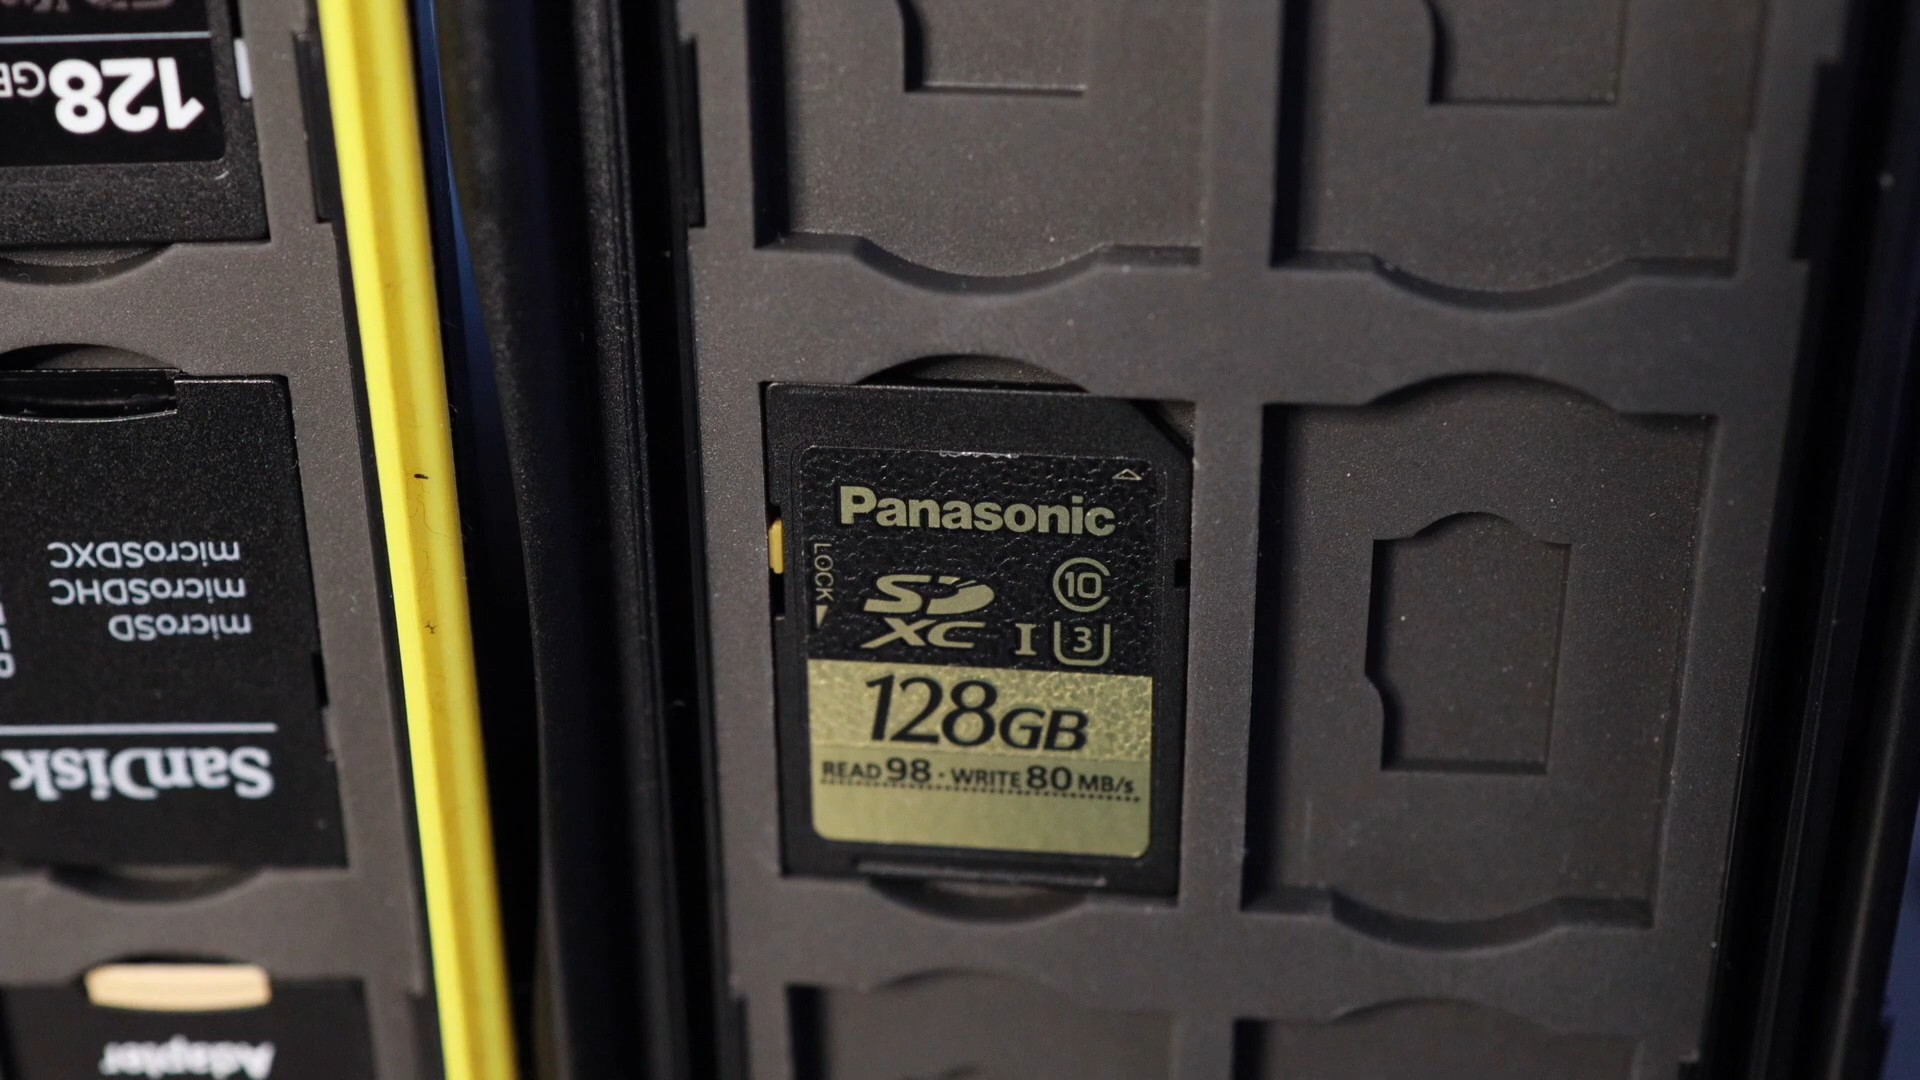 128GB
microSDXC
microSDHC
microSD
SanDisk
Adapter
Panasonic
LOCK
SD XC I
10
3
128GB
READ 98 · WRITE 80 MB/s